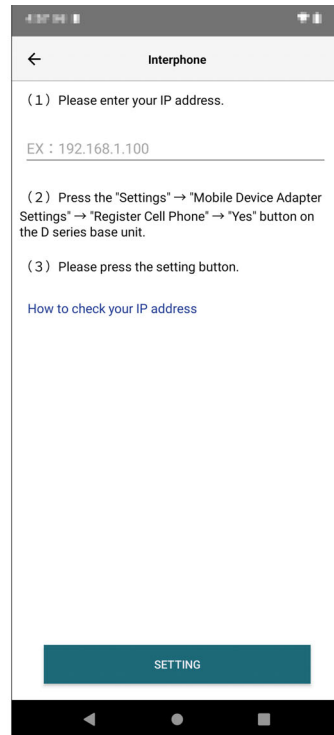 Interphone
（1）Please enter your IP address.
EX：192.168.1.100
（2）Press the "Settings" → "Mobile Device Adapter
Settings" → "Register Cell Phone" → "Yes" button on
the D series base unit.
（3）Please press the setting button.
How to check your IP address
SETTING